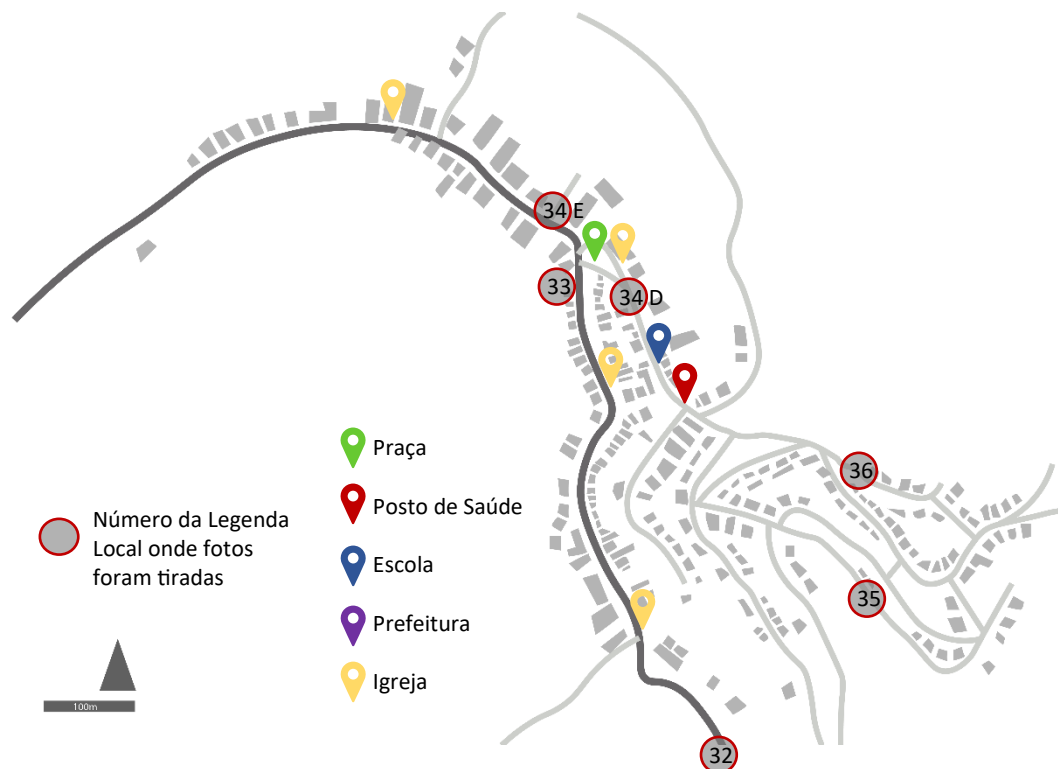 34 E
33
34 D
36
35
32
Praça
Posto de Saúde
Escola
Prefeitura
Igreja
Número da Legenda
Local onde fotos
foram tiradas
100m